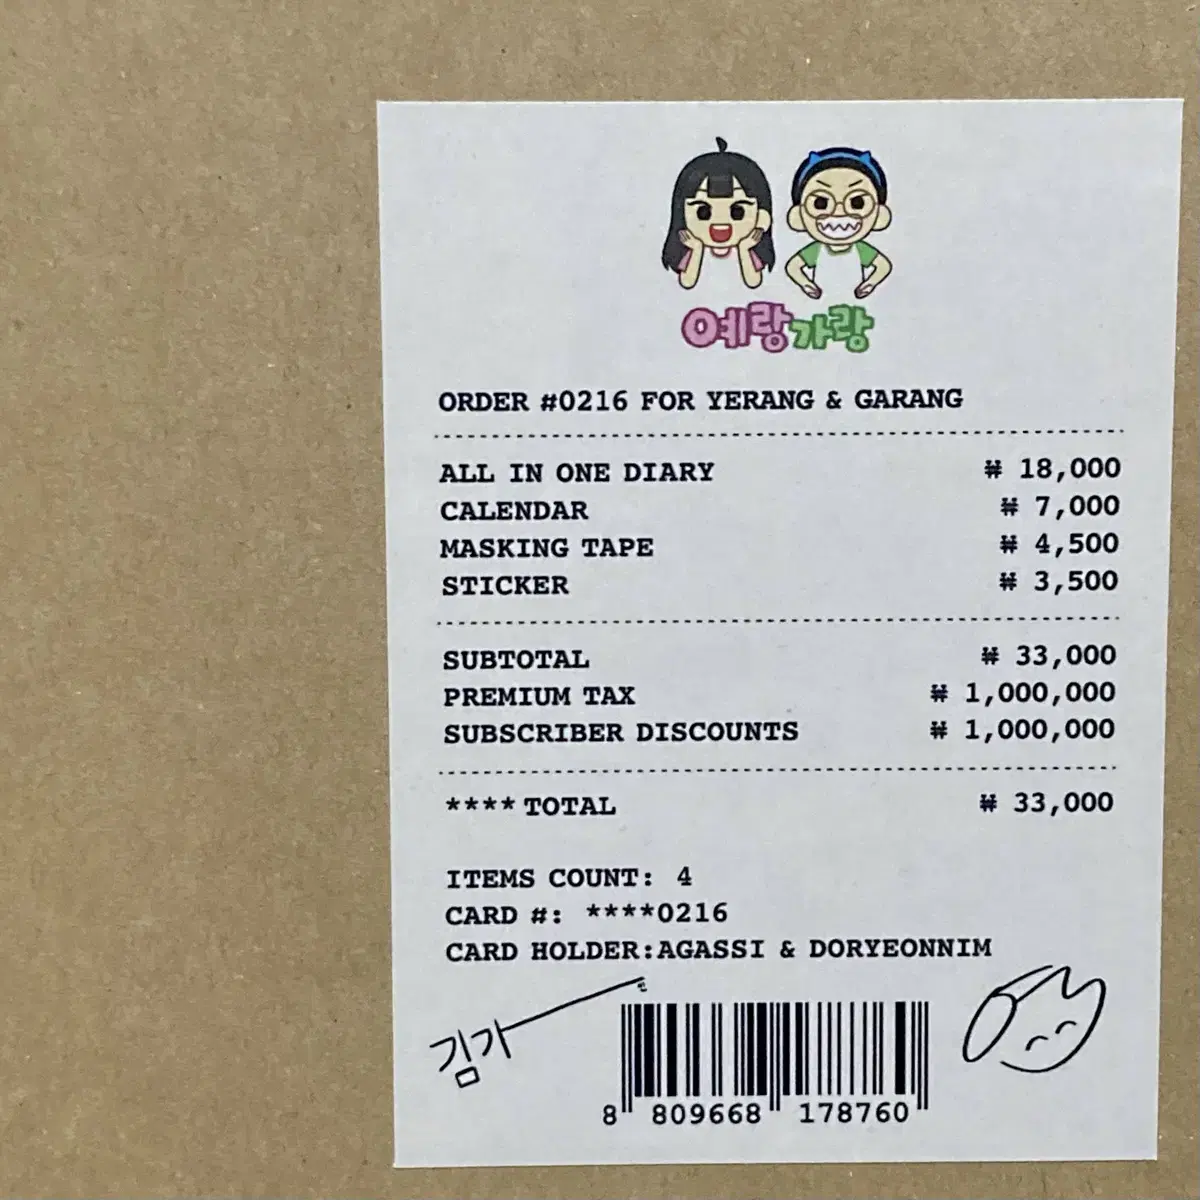 예랑가랑
ORDER #0216 FOR YERANG & GARANG
ALL IN ONE DIARY ₩ 18,000
CALENDAR ₩ 7,000
MASKING TAPE ₩ 4,500
STICKER ₩ 3,500
SUBTOTAL ₩ 33,000
PREMIUM TAX ₩ 1,000,000
SUBSCRIBER DISCOUNTS ₩ 1,000,000
**** TOTAL ₩ 33,000
ITEMS COUNT: 4
CARD #: ****0216
CARD HOLDER:AGASSI & DORYEONNIM
8 809668 178760